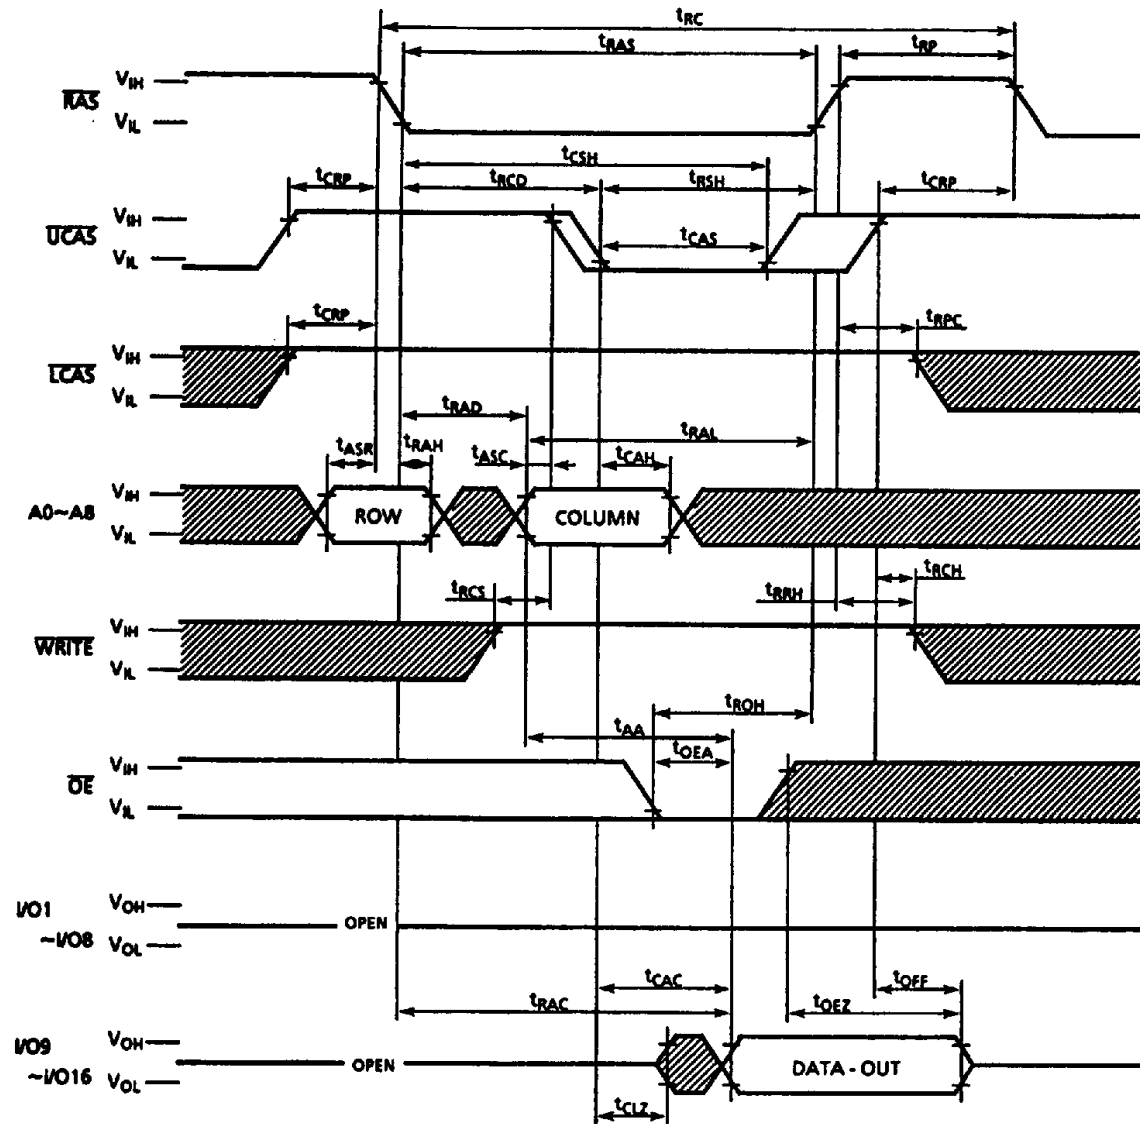 tRC
tRAS
tRP
RAS
VIH
VIL
tCSH
tCRP
tRCD
tRSH
tCRP
UCAS
VIH
VIL
tCAS
tCRP
tRPC
LCAS
VIH
VIL
tRAD
tRAL
tASR
tRAH
tASC
tCAH
A0~A8
VIH
VIL
ROW
COLUMN
tRCS
tRRH
tRCH
WRITE
VIH
VIL
tROH
tAA
tOEA
OE
VIH
VIL
I/O1
~I/O8
VOH
VOL
OPEN
tCAC
tOFF
tRAC
tOEZ
I/O9
~I/O16
VOH
VOL
OPEN
DATA-OUT
tCLZ